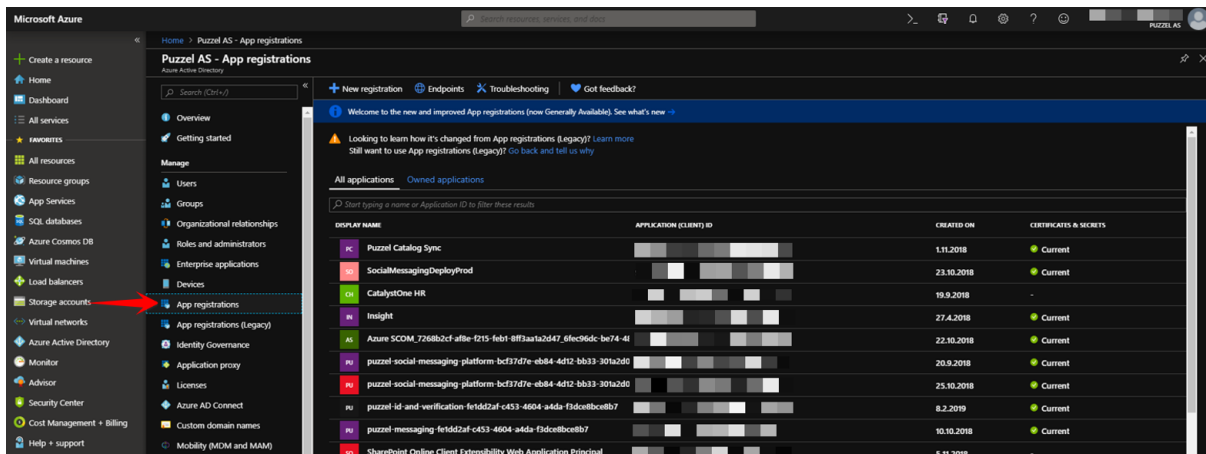 Microsoft Azure
Search resources, services, and docs
PUZZEL AS
Create a resource
Home
Dashboard
All services
FAVORITES
All resources
Resource groups
App Services
SQL databases
Azure Cosmos DB
Virtual machines
Load balancers
Storage accounts
Virtual networks
Azure Active Directory
Monitor
Advisor
Security Center
Cost Management + Billing
Help + support
Home > Puzzel AS - App registrations
Puzzel AS - App registrations
Azure Active Directory
Search (Ctrl+/)
Overview
Getting started
Manage
Users
Groups
Organizational relationships
Roles and administrators
Enterprise applications
Devices
App registrations
App registrations (Legacy)
Identity Governance
Application proxy
Licenses
Azure AD Connect
Custom domain names
Mobility (MDM and MAM)
New registration Endpoints Troubleshooting Got feedback?
Welcome to the new and improved App registrations (now Generally Available). See what's new →
Looking to learn how it's changed from App registrations (Legacy)? Learn more
Still want to use App registrations (Legacy)? Go back and tell us why
All applications Owned applications
Start typing a name or Application ID to filter these results
DISPLAY NAME APPLICATION (CLIENT) ID CREATED ON CERTIFICATES & SECRETS
PC Puzzel Catalog Sync 1.11.2018 Current
SO SocialMessagingDeployProd 23.10.2018 Current
CH CatalystOne HR 19.9.2018 -
IN Insight 27.4.2018 Current
AS Azure SCOM_7268b2cf-af8e-f215-feb1-8ff3aa1a2d47_6fec96dc-be74-4 22.10.2018 Current
PU puzzel-social-messaging-platform-bcf37d7e-eb84-4d12-bb33-301a2d0 20.9.2018 Current
PU puzzel-social-messaging-platform-bcf37d7e-eb84-4d12-bb33-301a2d0 25.10.2018 Current
PU puzzel-id-and-verification-fe1dd2af-c453-4604-a4da-f3dce8bce8b7 8.2.2019 Current
PU puzzel-messaging-fe1dd2af-c453-4604-a4da-f3dce8bce8b7 10.10.2018 Current
SO SharePoint Online Client Extensibility Web Application Principal 5.11.2018